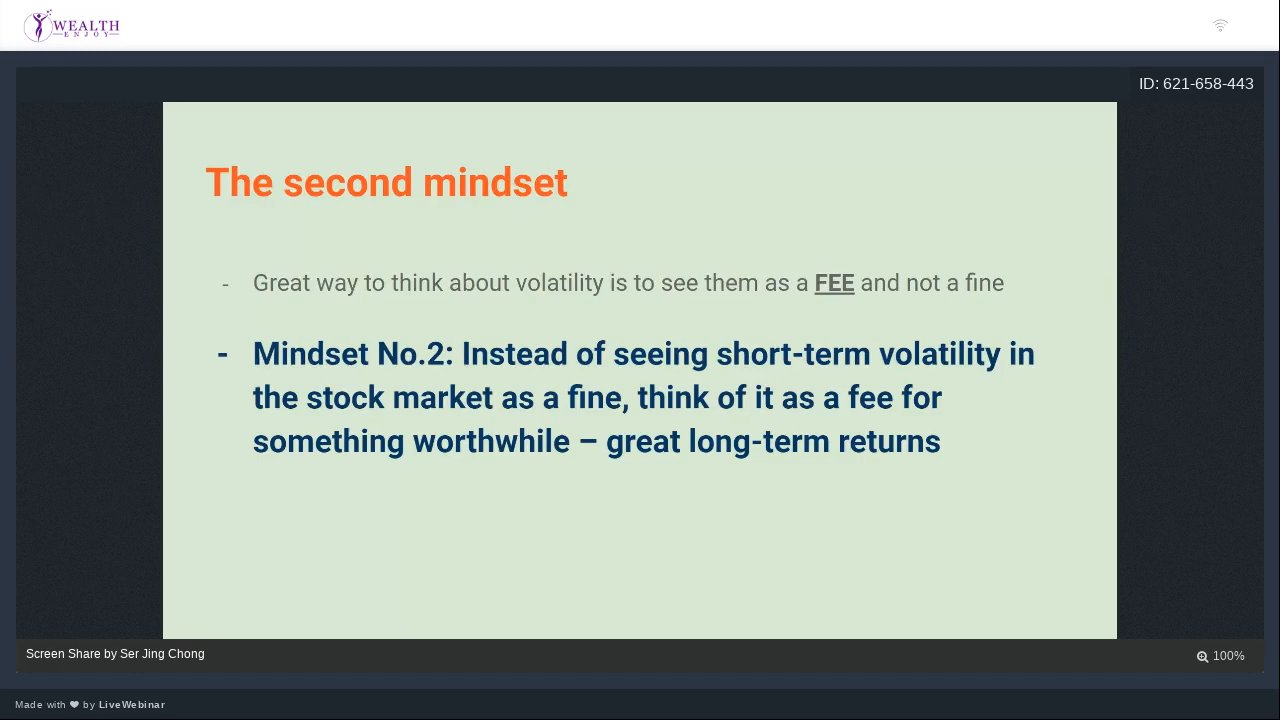 WEALTH
ENJOY
ID: 621-658-443
The second mindset
- Great way to think about volatility is to see them as a FEE and not a fine
- Mindset No.2: Instead of seeing short-term volatility in
the stock market as a fine, think of it as a fee for
something worthwhile – great long-term returns
Screen Share by Ser Jing Chong
100%
Made with ❤ by LiveWebinar